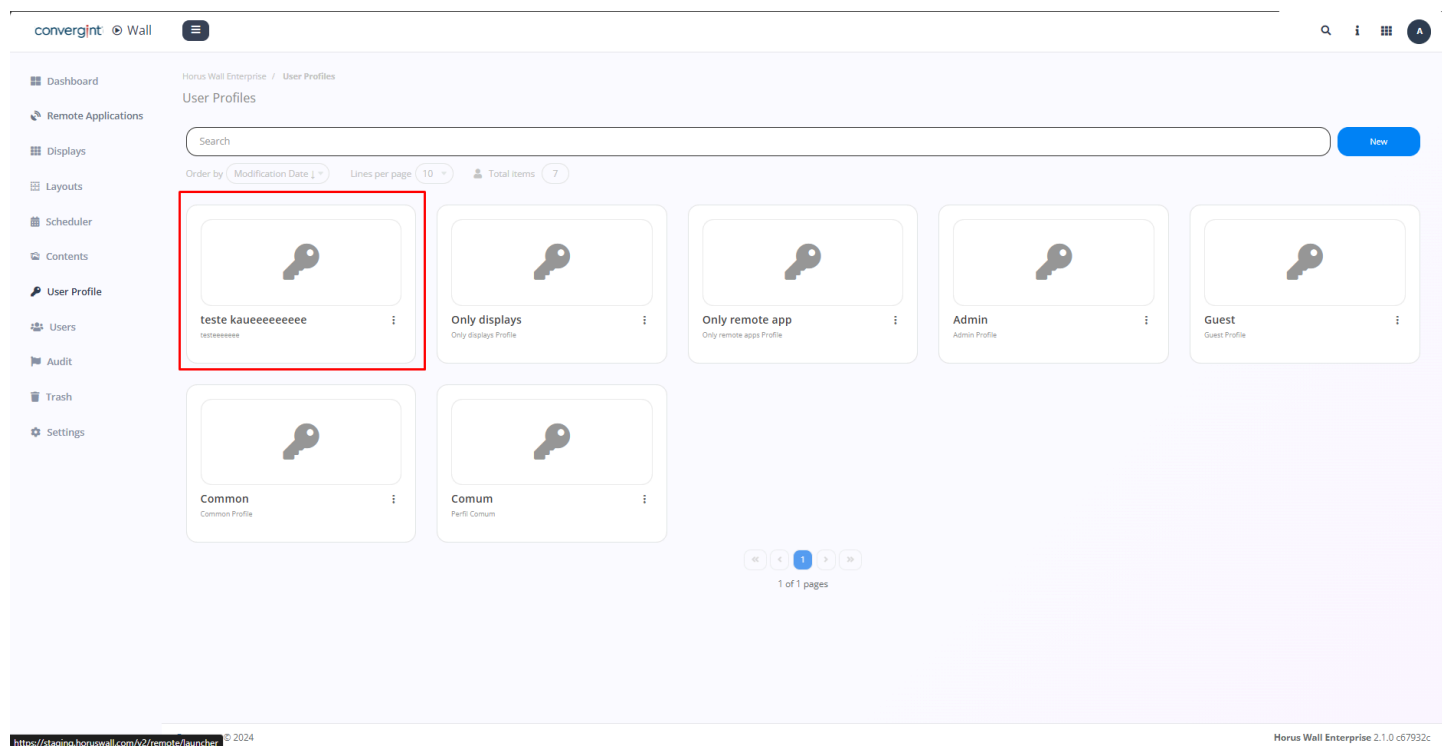 convergint Wall
A
Dashboard
Remote Applications
Displays
Layouts
Scheduler
Contents
User Profile
Users
Audit
Trash
Settings
Horus Wall Enterprise / User Profiles
User Profiles
Search
New
Order by Modification Date ↓ Lines per page 10 Total items 7
teste kaueeeeeeeee
testeeeeeee
Only displays
Only displays Profile
Only remote app
Only remote apps Profile
Admin
Admin Profile
Guest
Guest Profile
Common
Common Profile
Comum
Perfil Comum
« ‹ 1 › »
1 of 1 pages
https://staging.horuswall.com/v2/remote/launcher
© 2024
Horus Wall Enterprise 2.1.0 c67932c